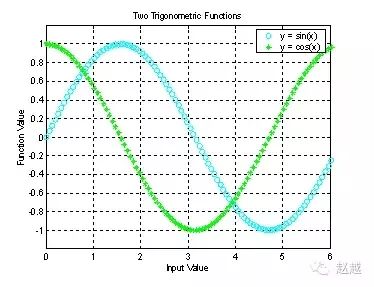 Two Trigonometric Functions
y = sin(x)
y = cos(x)
1
0.8
0.6
0.4
0.2
0
-0.2
-0.4
-0.6
-0.8
-1
Function Value
0 1 2 3 4 5 6
Input Value
赵越